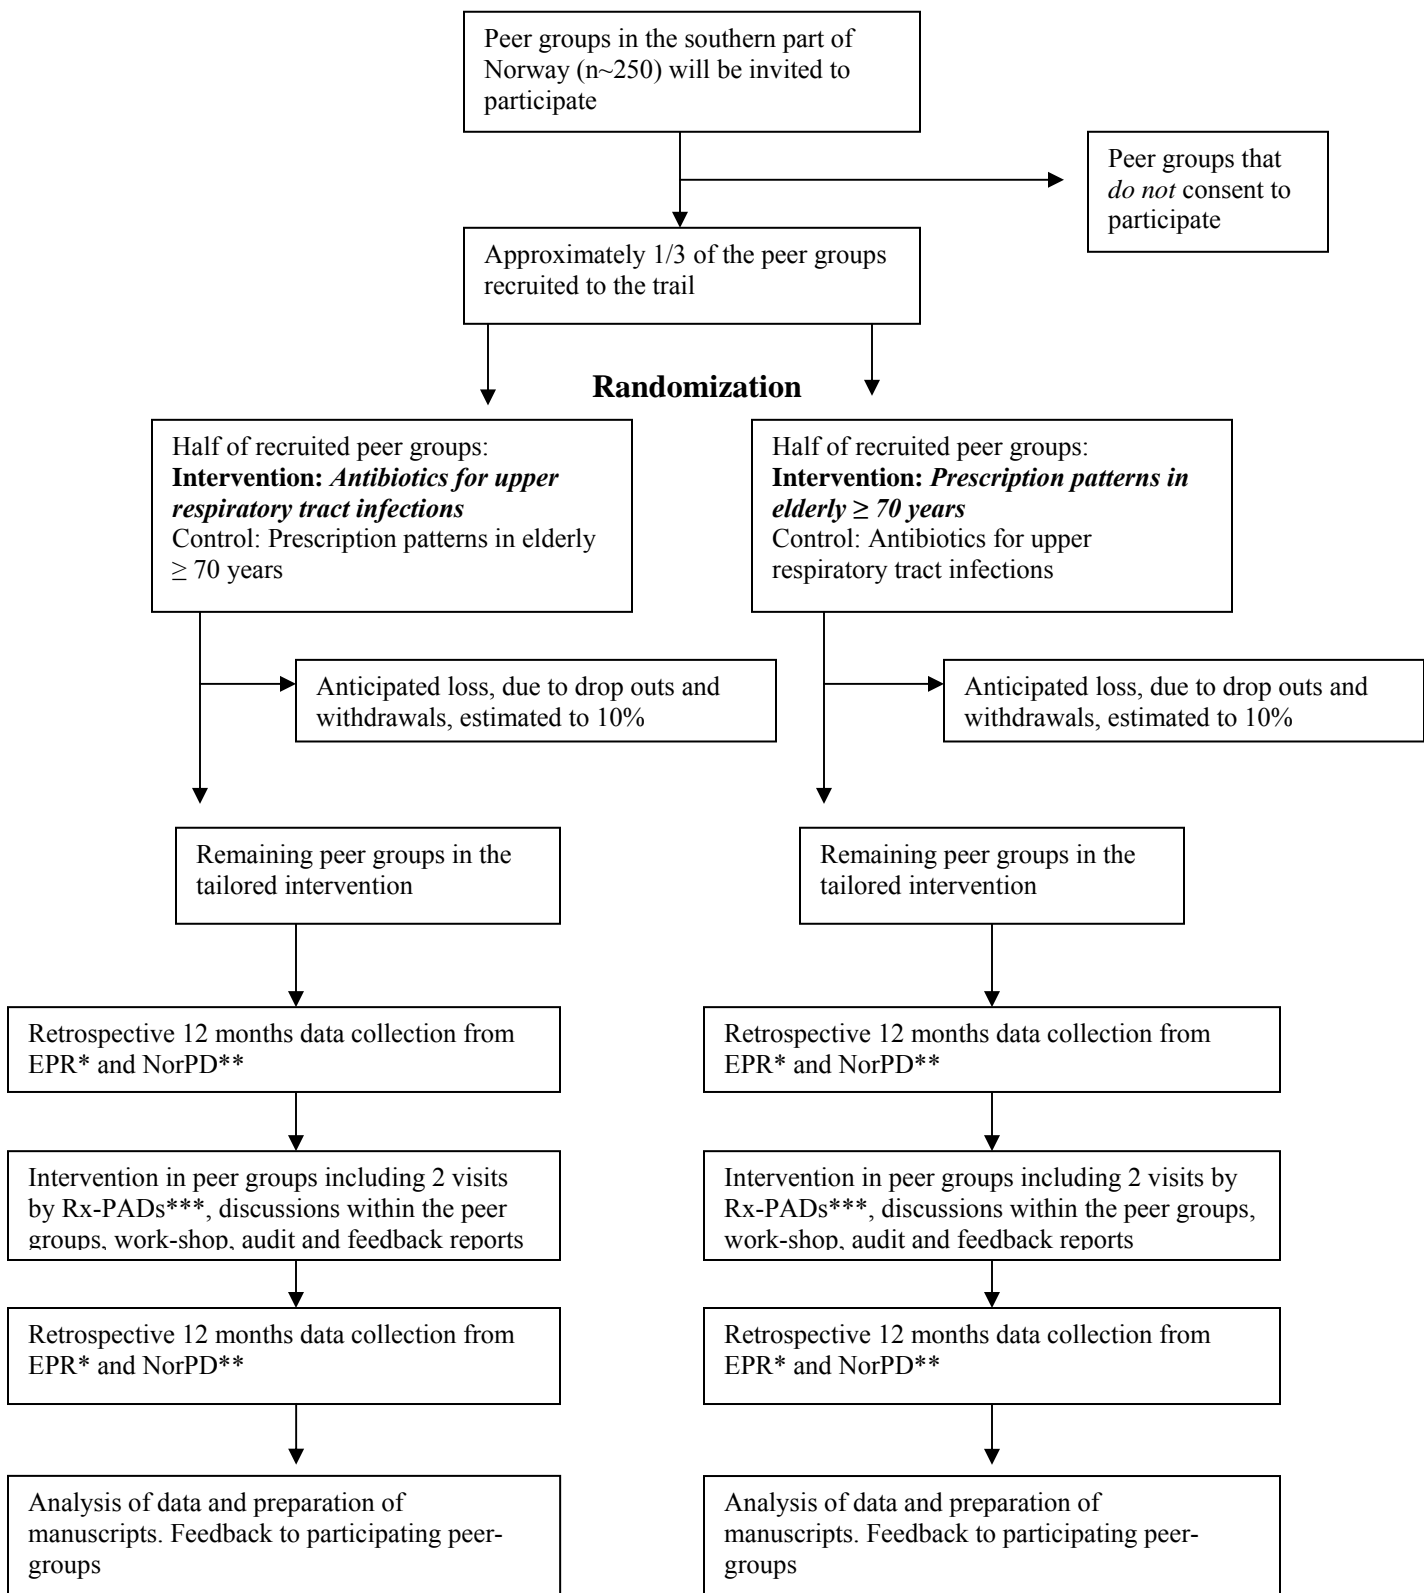 Peer groups in the southern part of
Norway (n~250) will be invited to
participate
Peer groups that
do not consent to
participate
Approximately 1/3 of the peer groups
recruited to the trail
Randomization
Half of recruited peer groups:
Intervention: Antibiotics for upper
respiratory tract infections
Control: Prescription patterns in elderly
≥ 70 years
Half of recruited peer groups:
Intervention: Prescription patterns in
elderly ≥ 70 years
Control: Antibiotics for upper
respiratory tract infections
Anticipated loss, due to drop outs and
withdrawals, estimated to 10%
Anticipated loss, due to drop outs and
withdrawals, estimated to 10%
Remaining peer groups in the
tailored intervention
Remaining peer groups in the
tailored intervention
Retrospective 12 months data collection from
EPR* and NorPD**
Retrospective 12 months data collection from
EPR* and NorPD**
Intervention in peer groups including 2 visits
by Rx-PADs***, discussions within the peer
groups, work-shop, audit and feedback reports
Intervention in peer groups including 2 visits by
Rx-PADs***, discussions within the peer groups,
work-shop, audit and feedback reports
Retrospective 12 months data collection from
EPR* and NorPD**
Retrospective 12 months data collection from
EPR* and NorPD**
Analysis of data and preparation of
manuscripts. Feedback to participating peer-
groups
Analysis of data and preparation of
manuscripts. Feedback to participating peer-
groups